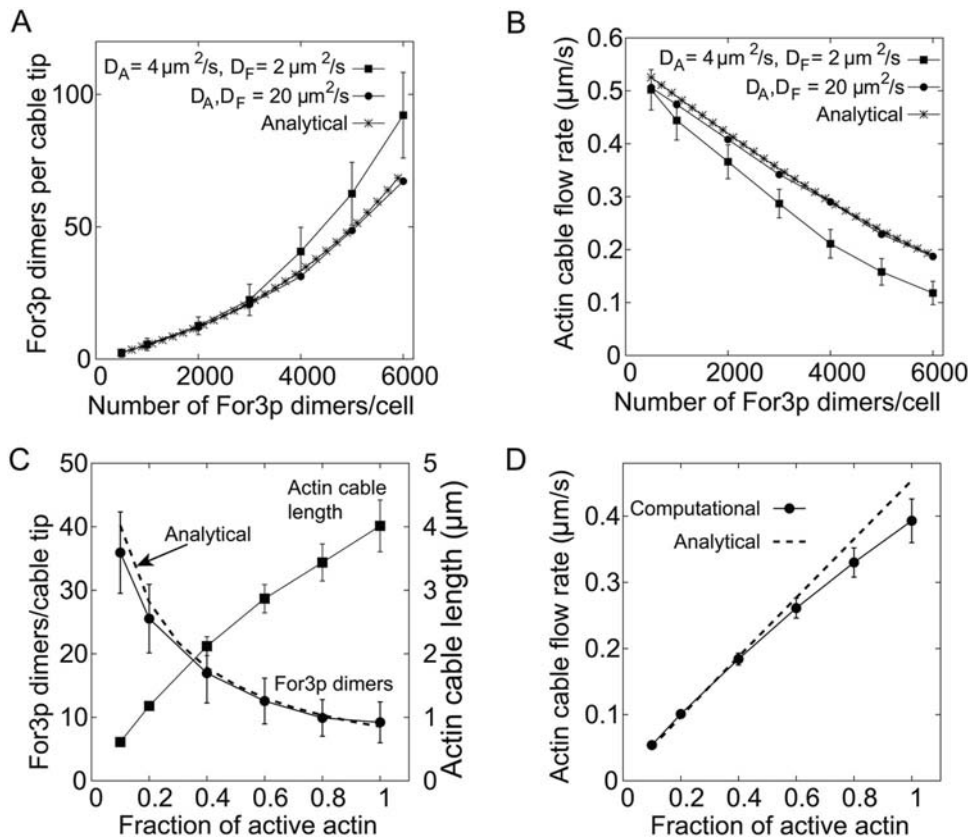 A
For3p dimers per cable tip
100
50
0
D_A = 4 μm²/s, D_F = 2 μm²/s
D_A, D_F = 20 μm²/s
Analytical
0 2000 4000 6000
Number of For3p dimers/cell
B
Actin cable flow rate (μm/s)
0.6
0.5
0.4
0.3
0.2
0.1
0
D_A = 4 μm²/s, D_F = 2 μm²/s
D_A, D_F = 20 μm²/s
Analytical
0 2000 4000 6000
Number of For3p dimers/cell
C
For3p dimers/cable tip
50
40
30
20
10
0
Actin cable
length
Analytical
For3p dimers
5
4
3
2
1
0
Actin cable length (μm)
0 0.2 0.4 0.6 0.8 1
Fraction of active actin
D
Actin cable flow rate (μm/s)
0.4
0.3
0.2
0.1
0
Computational
Analytical
0 0.2 0.4 0.6 0.8 1
Fraction of active actin